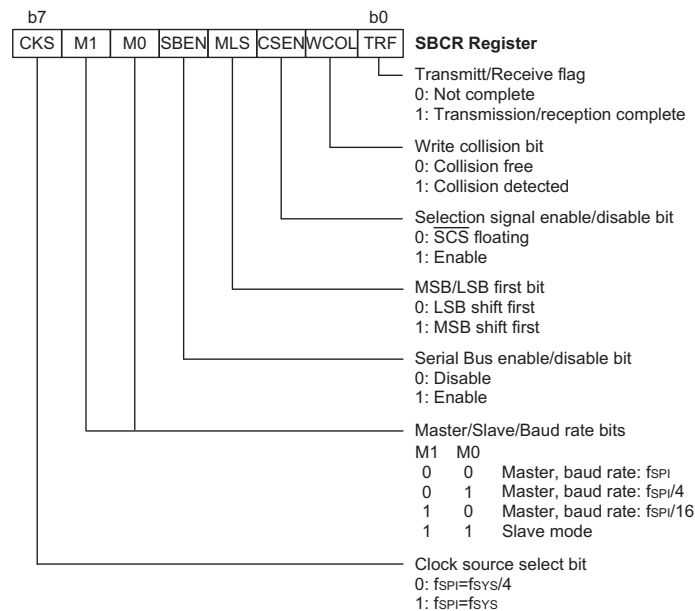 b7 b0
CKS M1 M0 SBEN MLS CSEN WCOL TRF SBCR Register
Transmitt/Receive flag
0: Not complete
1: Transmission/reception complete
Write collision bit
0: Collision free
1: Collision detected
Selection signal enable/disable bit
0: SCS floating
1: Enable
MSB/LSB first bit
0: LSB shift first
1: MSB shift first
Serial Bus enable/disable bit
0: Disable
1: Enable
Master/Slave/Baud rate bits
M1 M0
0 0 Master, baud rate: fSPI
0 1 Master, baud rate: fSPI/4
1 0 Master, baud rate: fSPI/16
1 1 Slave mode
Clock source select bit
0: fSPI=fSYS/4
1: fSPI=fSYS